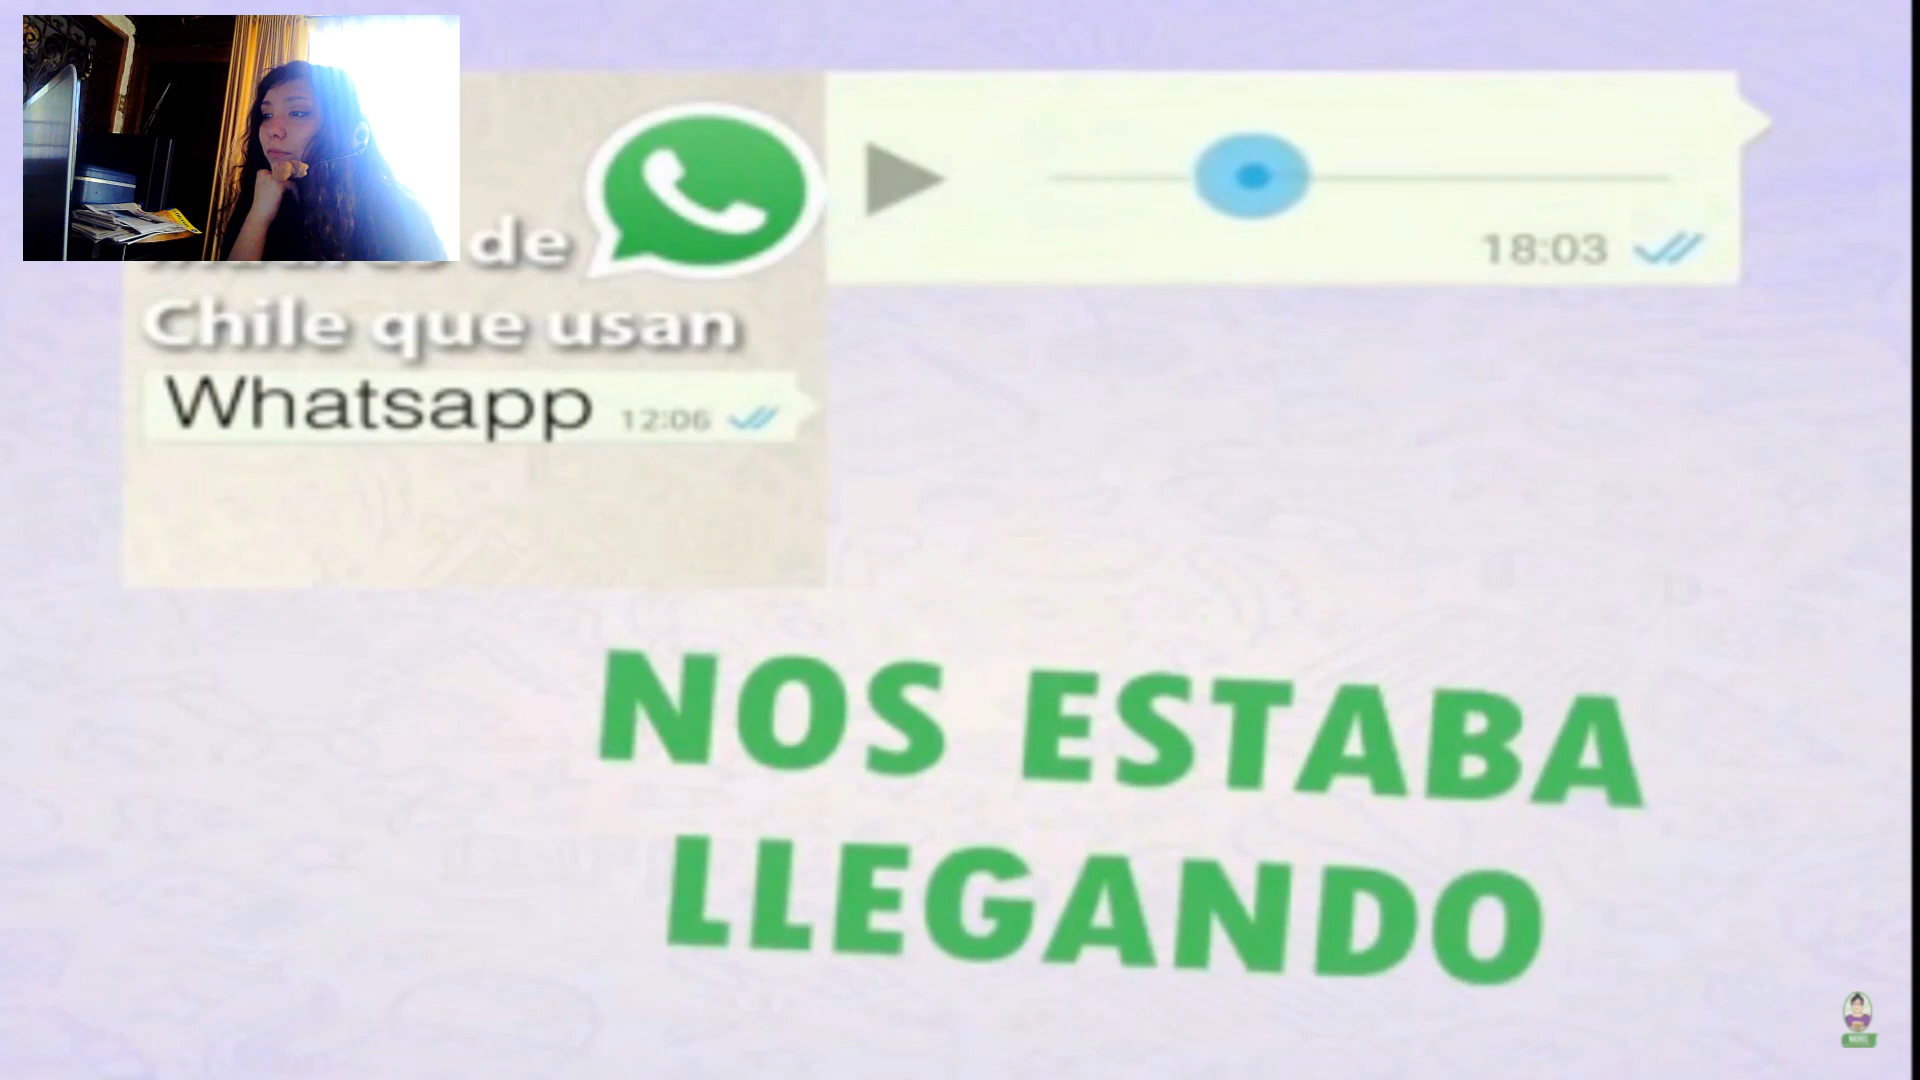 de
Chile que usan
Whatsapp 12:06
18:03
NOS ESTABA
LLEGANDO